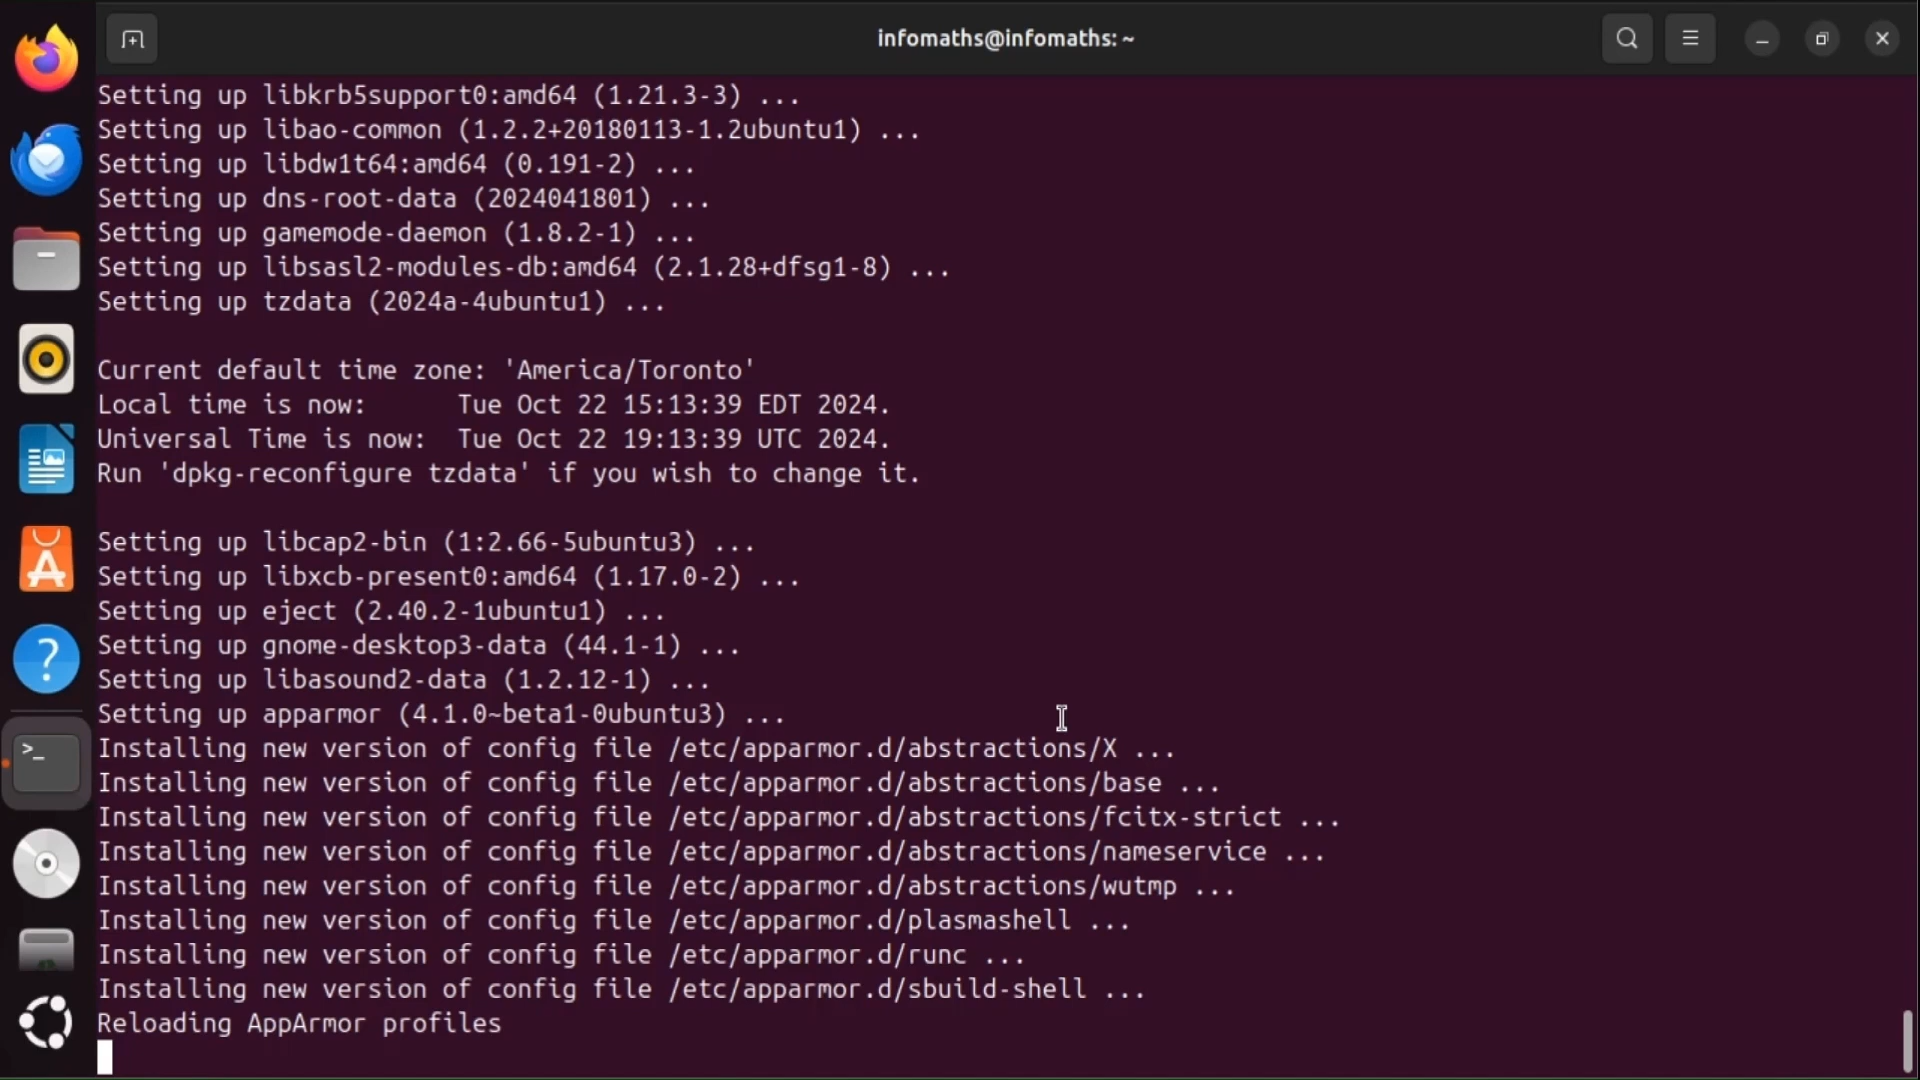 infomaths@infomaths: ~
Setting up libkrb5support0:amd64 (1.21.3-3) ...
Setting up libao-common (1.2.2+20180113-1.2ubuntu1) ...
Setting up libdw1t64:amd64 (0.191-2) ...
Setting up dns-root-data (2024041801) ...
Setting up gamemode-daemon (1.8.2-1) ...
Setting up libsasl2-modules-db:amd64 (2.1.28+dfsg1-8) ...
Setting up tzdata (2024a-4ubuntu1) ...
Current default time zone: 'America/Toronto'
Local time is now:      Tue Oct 22 15:13:39 EDT 2024.
Universal Time is now:  Tue Oct 22 19:13:39 UTC 2024.
Run 'dpkg-reconfigure tzdata' if you wish to change it.
Setting up libcap2-bin (1:2.66-5ubuntu3) ...
Setting up libxcb-present0:amd64 (1.17.0-2) ...
Setting up eject (2.40.2-1ubuntu1) ...
Setting up gnome-desktop3-data (44.1-1) ...
Setting up libasound2-data (1.2.12-1) ...
Setting up apparmor (4.1.0~beta1-0ubuntu3) ...
Installing new version of config file /etc/apparmor.d/abstractions/X ...
Installing new version of config file /etc/apparmor.d/abstractions/base ...
Installing new version of config file /etc/apparmor.d/abstractions/fcitx-strict ...
Installing new version of config file /etc/apparmor.d/abstractions/nameservice ...
Installing new version of config file /etc/apparmor.d/abstractions/wutmp ...
Installing new version of config file /etc/apparmor.d/plasmashell ...
Installing new version of config file /etc/apparmor.d/runc ...
Installing new version of config file /etc/apparmor.d/sbuild-shell ...
Reloading AppArmor profiles